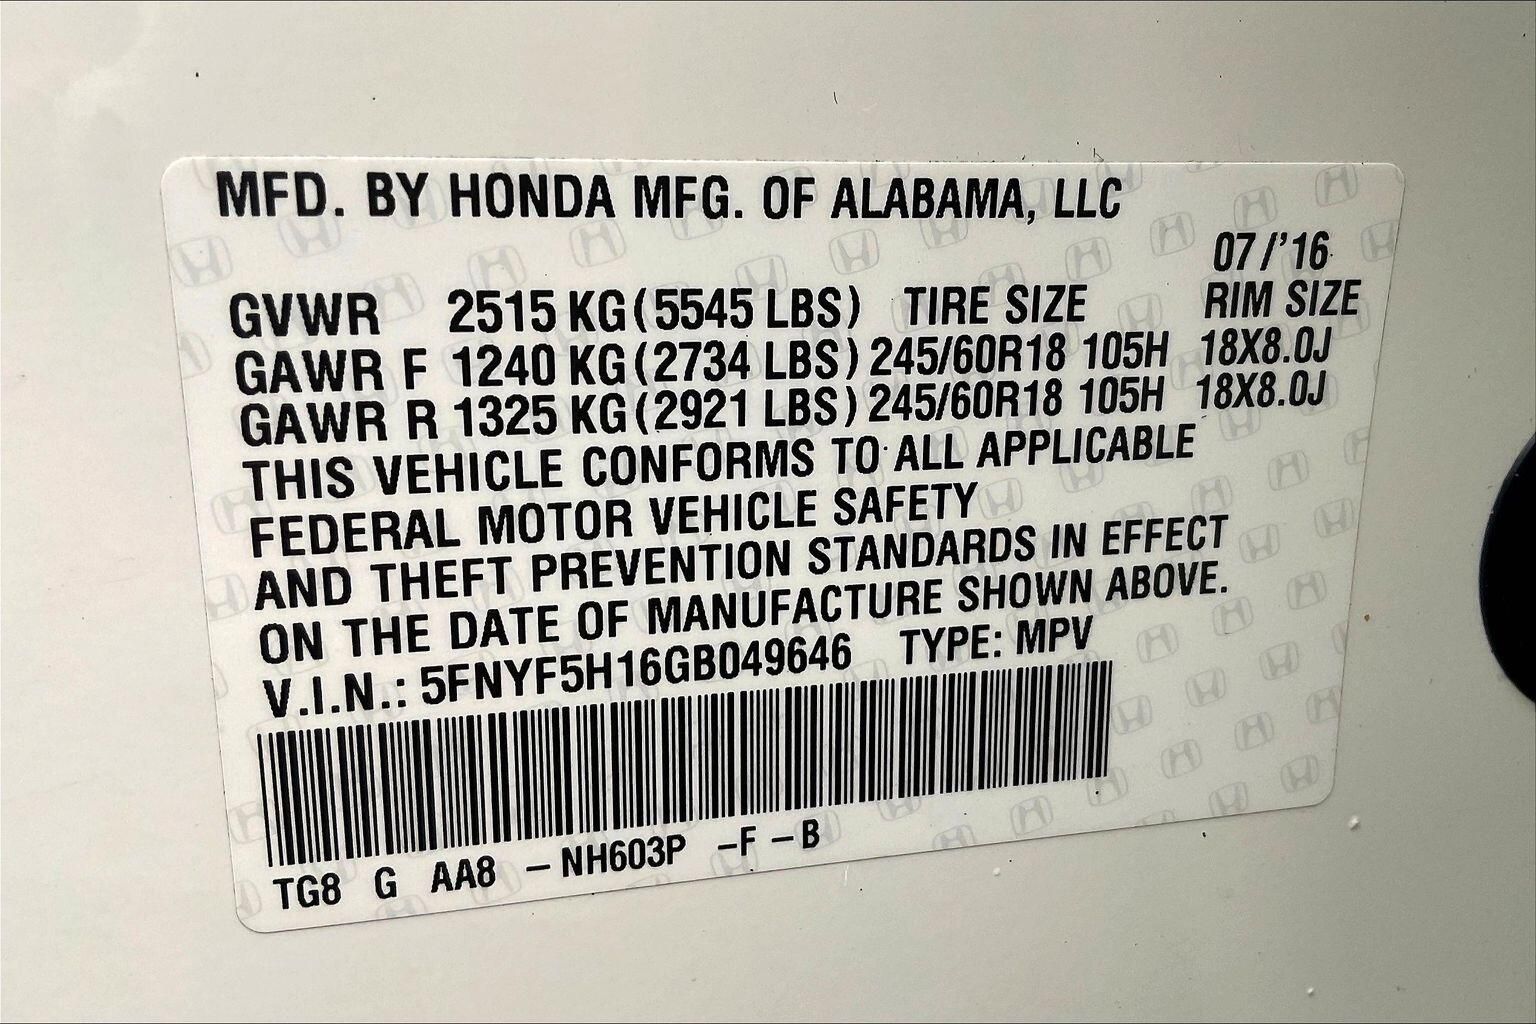 MFD. BY HONDA MFG. OF ALABAMA, LLC
07/'16
GVWR 2515 KG (5545 LBS) TIRE SIZE RIM SIZE
GAWR F 1240 KG (2734 LBS) 245/60R18 105H 18X8.0J
GAWR R 1325 KG (2921 LBS) 245/60R18 105H 18X8.0J
THIS VEHICLE CONFORMS TO ALL APPLICABLE
FEDERAL MOTOR VEHICLE SAFETY
AND THEFT PREVENTION STANDARDS IN EFFECT
ON THE DATE OF MANUFACTURE SHOWN ABOVE.
V.I.N.: 5FNYF5H16GB049646 TYPE: MPV
TG8 G AA8 – NH603P –F – B